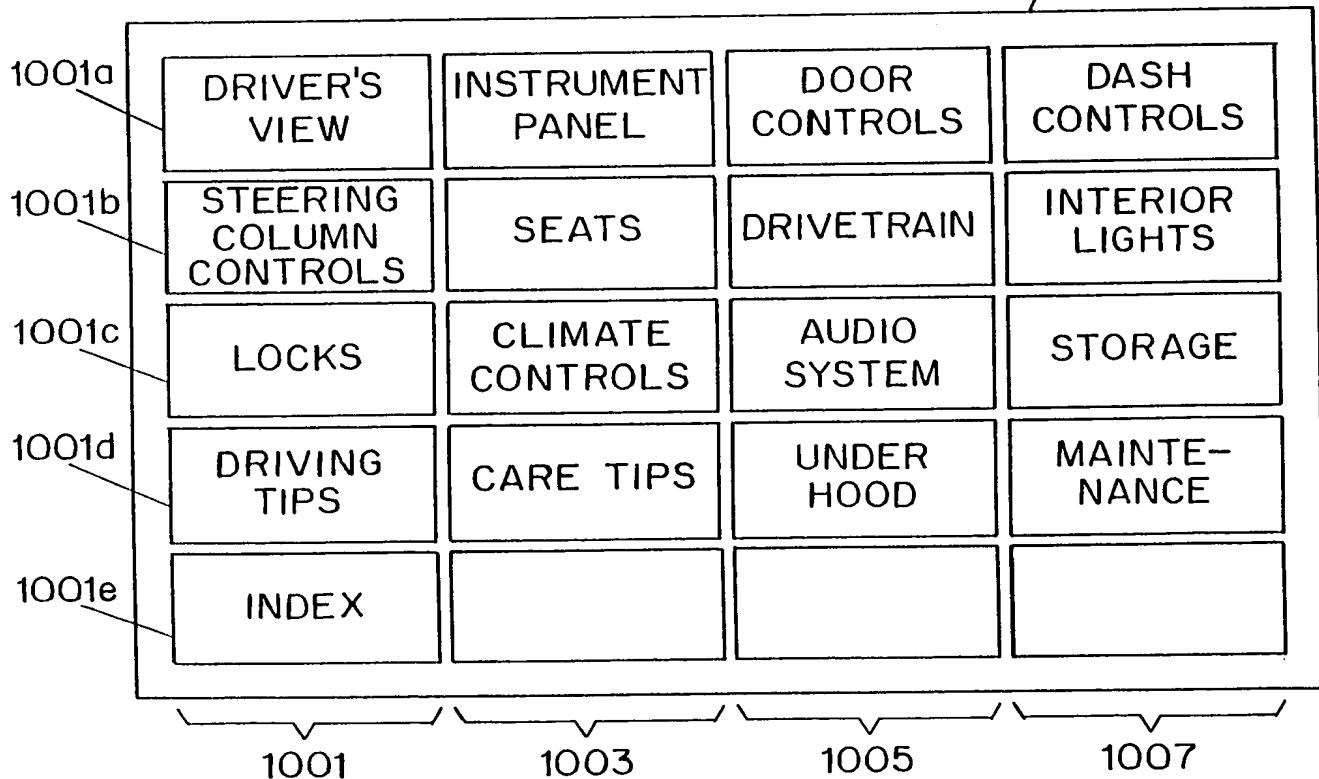 1001a
DRIVER'S
VIEW
INSTRUMENT
PANEL
DOOR
CONTROLS
DASH
CONTROLS
1001b
STEERING
COLUMN
CONTROLS
SEATS
DRIVETRAIN
INTERIOR
LIGHTS
1001c
LOCKS
CLIMATE
CONTROLS
AUDIO
SYSTEM
STORAGE
1001d
DRIVING
TIPS
CARE TIPS
UNDER
HOOD
MAINTE-
NANCE
1001e
INDEX
1001
1003
1005
1007